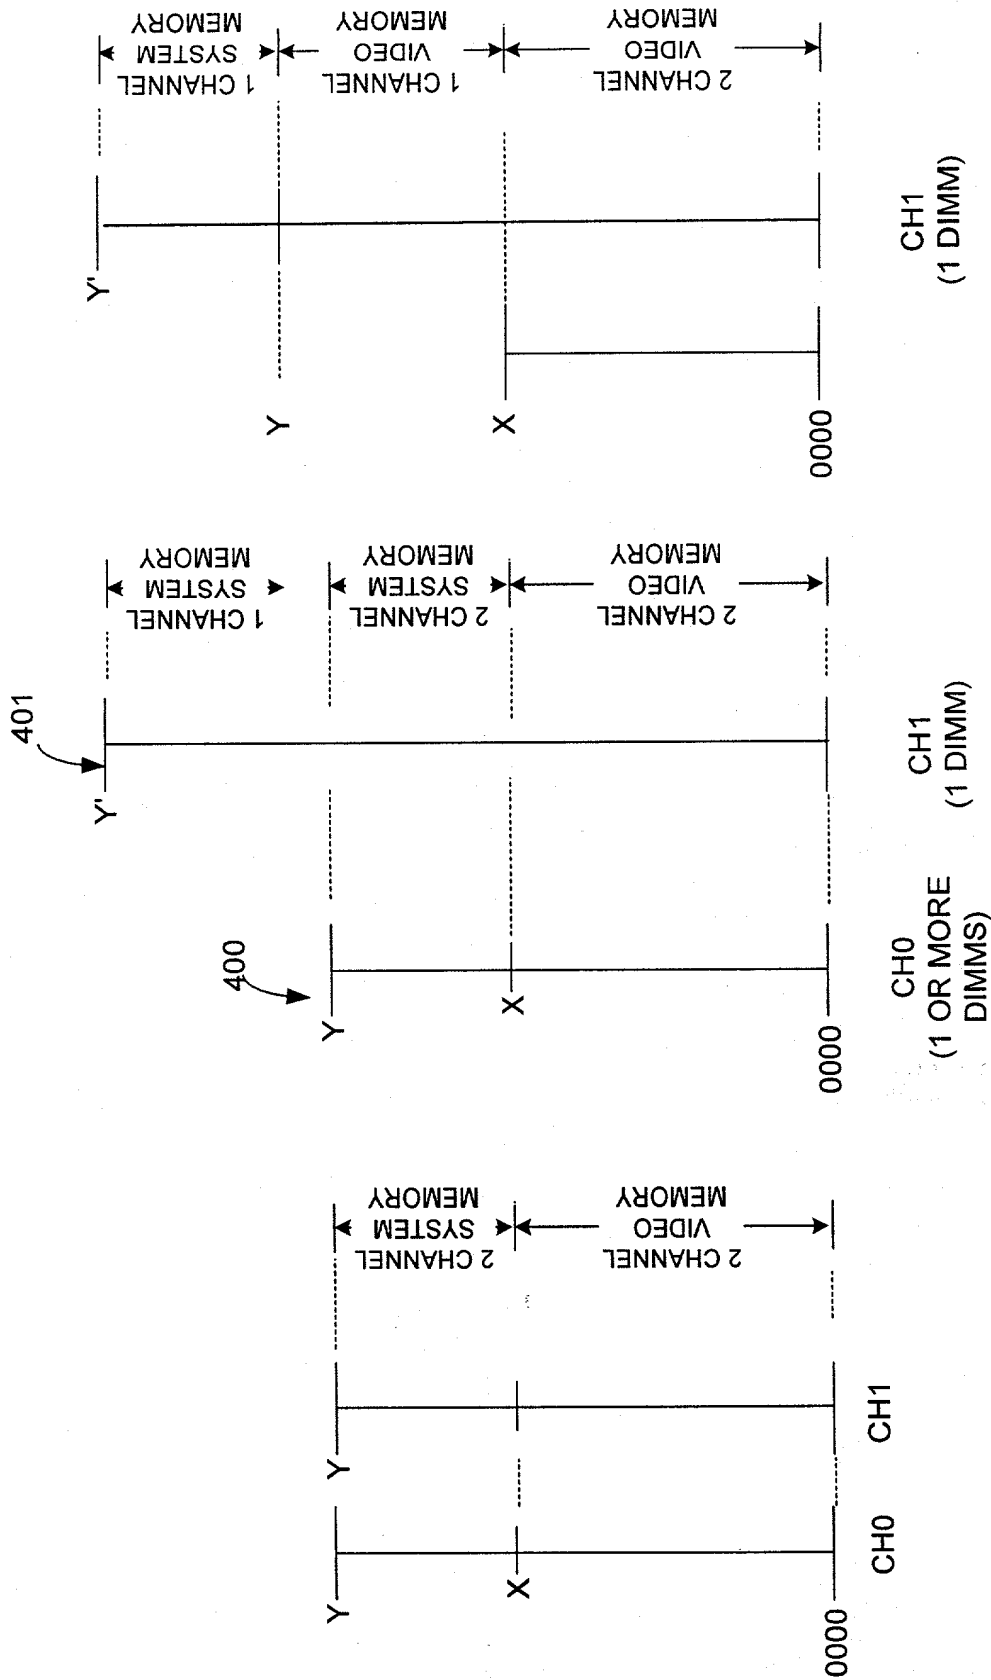 Y
X
0000
CH0
Y
CH1
2 CHANNEL
SYSTEM
MEMORY
2 CHANNEL
VIDEO
MEMORY
400
Y
X
0000
CH0
(1 OR MORE
DIMMS)
401
Y'
CH1
(1 DIMM)
1 CHANNEL
SYSTEM
MEMORY
2 CHANNEL
SYSTEM
MEMORY
2 CHANNEL
VIDEO
MEMORY
Y'
Y
X
0000
CH1
(1 DIMM)
1 CHANNEL
SYSTEM
MEMORY
1 CHANNEL
VIDEO
MEMORY
2 CHANNEL
VIDEO
MEMORY